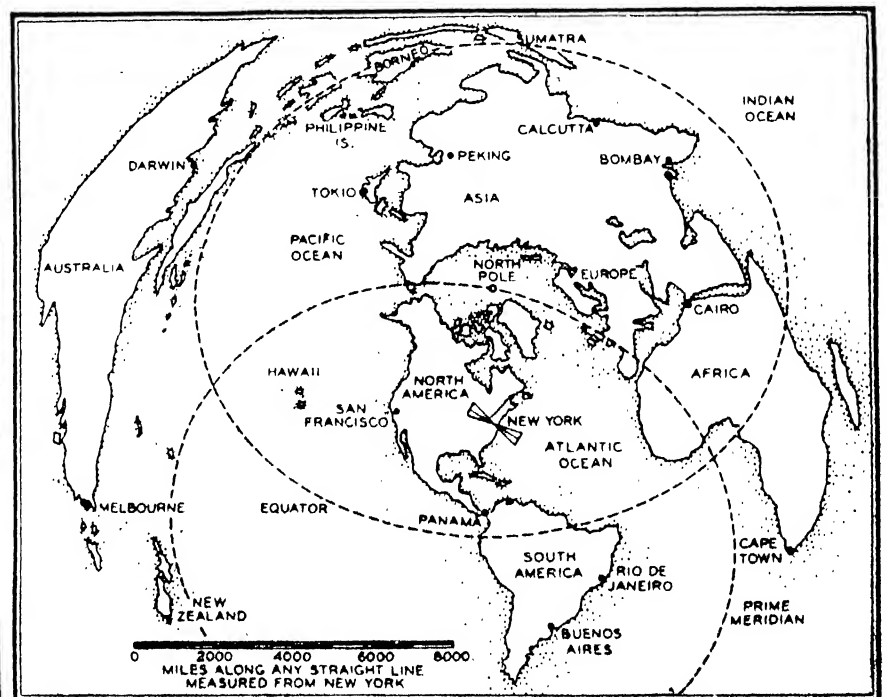 UMATRA
BORNEO
INDIAN
OCEAN
PHILIPPINE
IS.
CALCUTTA
PEKING
BOMBAY
DARWIN
TOKIO
ASIA
PACIFIC
OCEAN
AUSTRALIA
NORTH
POLE
EUROPE
CAIRO
HAWAII
NORTH
AMERICA
AFRICA
SAN
FRANCISCO
NEW YORK
ATLANTIC
OCEAN
MELBOURNE
EQUATOR
PANAMA
SOUTH
AMERICA
CAPE
TOWN
RIO DE
JANEIRO
NEW
ZEALAND
PRIME
MERIDIAN
BUENOS
AIRES
0 2000 4000 6000 8000
MILES ALONG ANY STRAIGHT LINE
MEASURED FROM NEW YORK